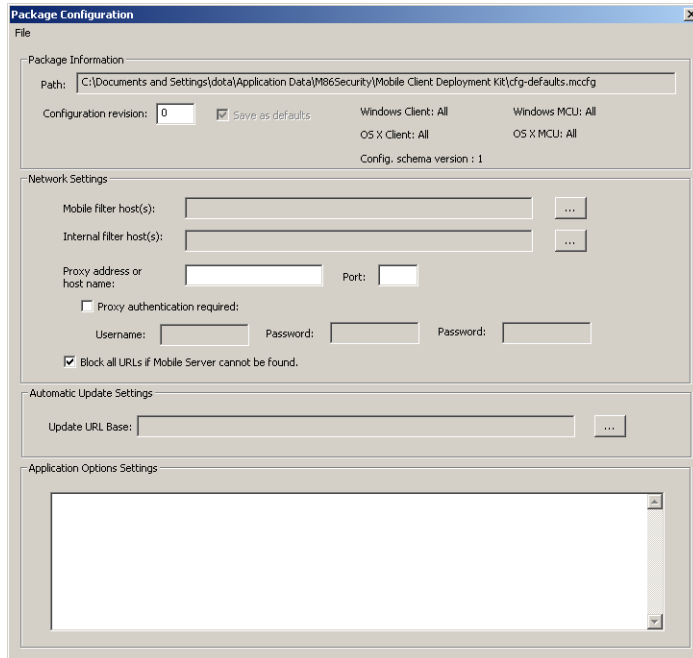 Package Configuration
File
Package Information
Path: C:\Documents and Settings\dota\Application Data\M86Security\Mobile Client Deployment Kit\cfg-defaults.mccfg
Configuration revision: 0 Save as defaults Windows Client: All Windows MCU: All
OS X Client: All OS X MCU: All
Config. schema version : 1
Network Settings
Mobile filter host(s): ...
Internal filter host(s): ...
Proxy address or
host name: Port:
Proxy authentication required:
Username: Password: Password:
Block all URLs if Mobile Server cannot be found.
Automatic Update Settings
Update URL Base: ...
Application Options Settings